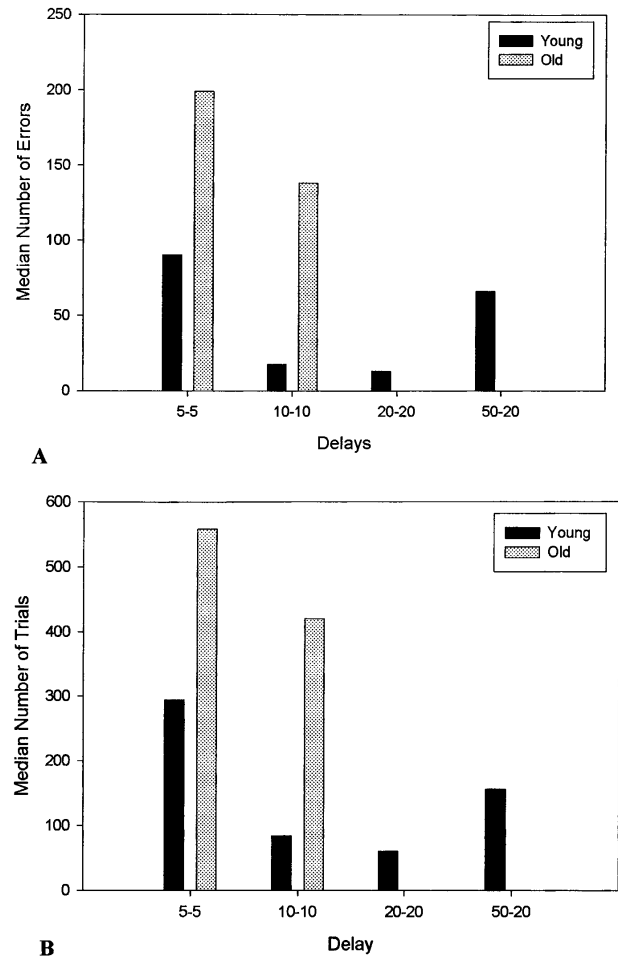 250
200
150
100
50
0
Median Number of Errors
Young
Old
5-5 10-10 20-20 50-20
Delays
A
600
500
400
300
200
100
0
Median Number of Trials
Young
Old
5-5 10-10 20-20 50-20
Delay
B